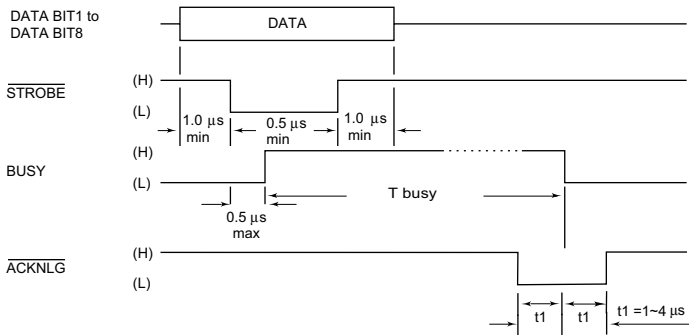 DATA BIT1 to
DATA BIT8
DATA
STROBE
(H)
(L)
1.0 μs
min
0.5 μs
min
1.0 μs
min
BUSY
(H)
(L)
T busy
0.5 μs
max
ACKNLG
(H)
(L)
t1
t1
t1 =1~4 μs